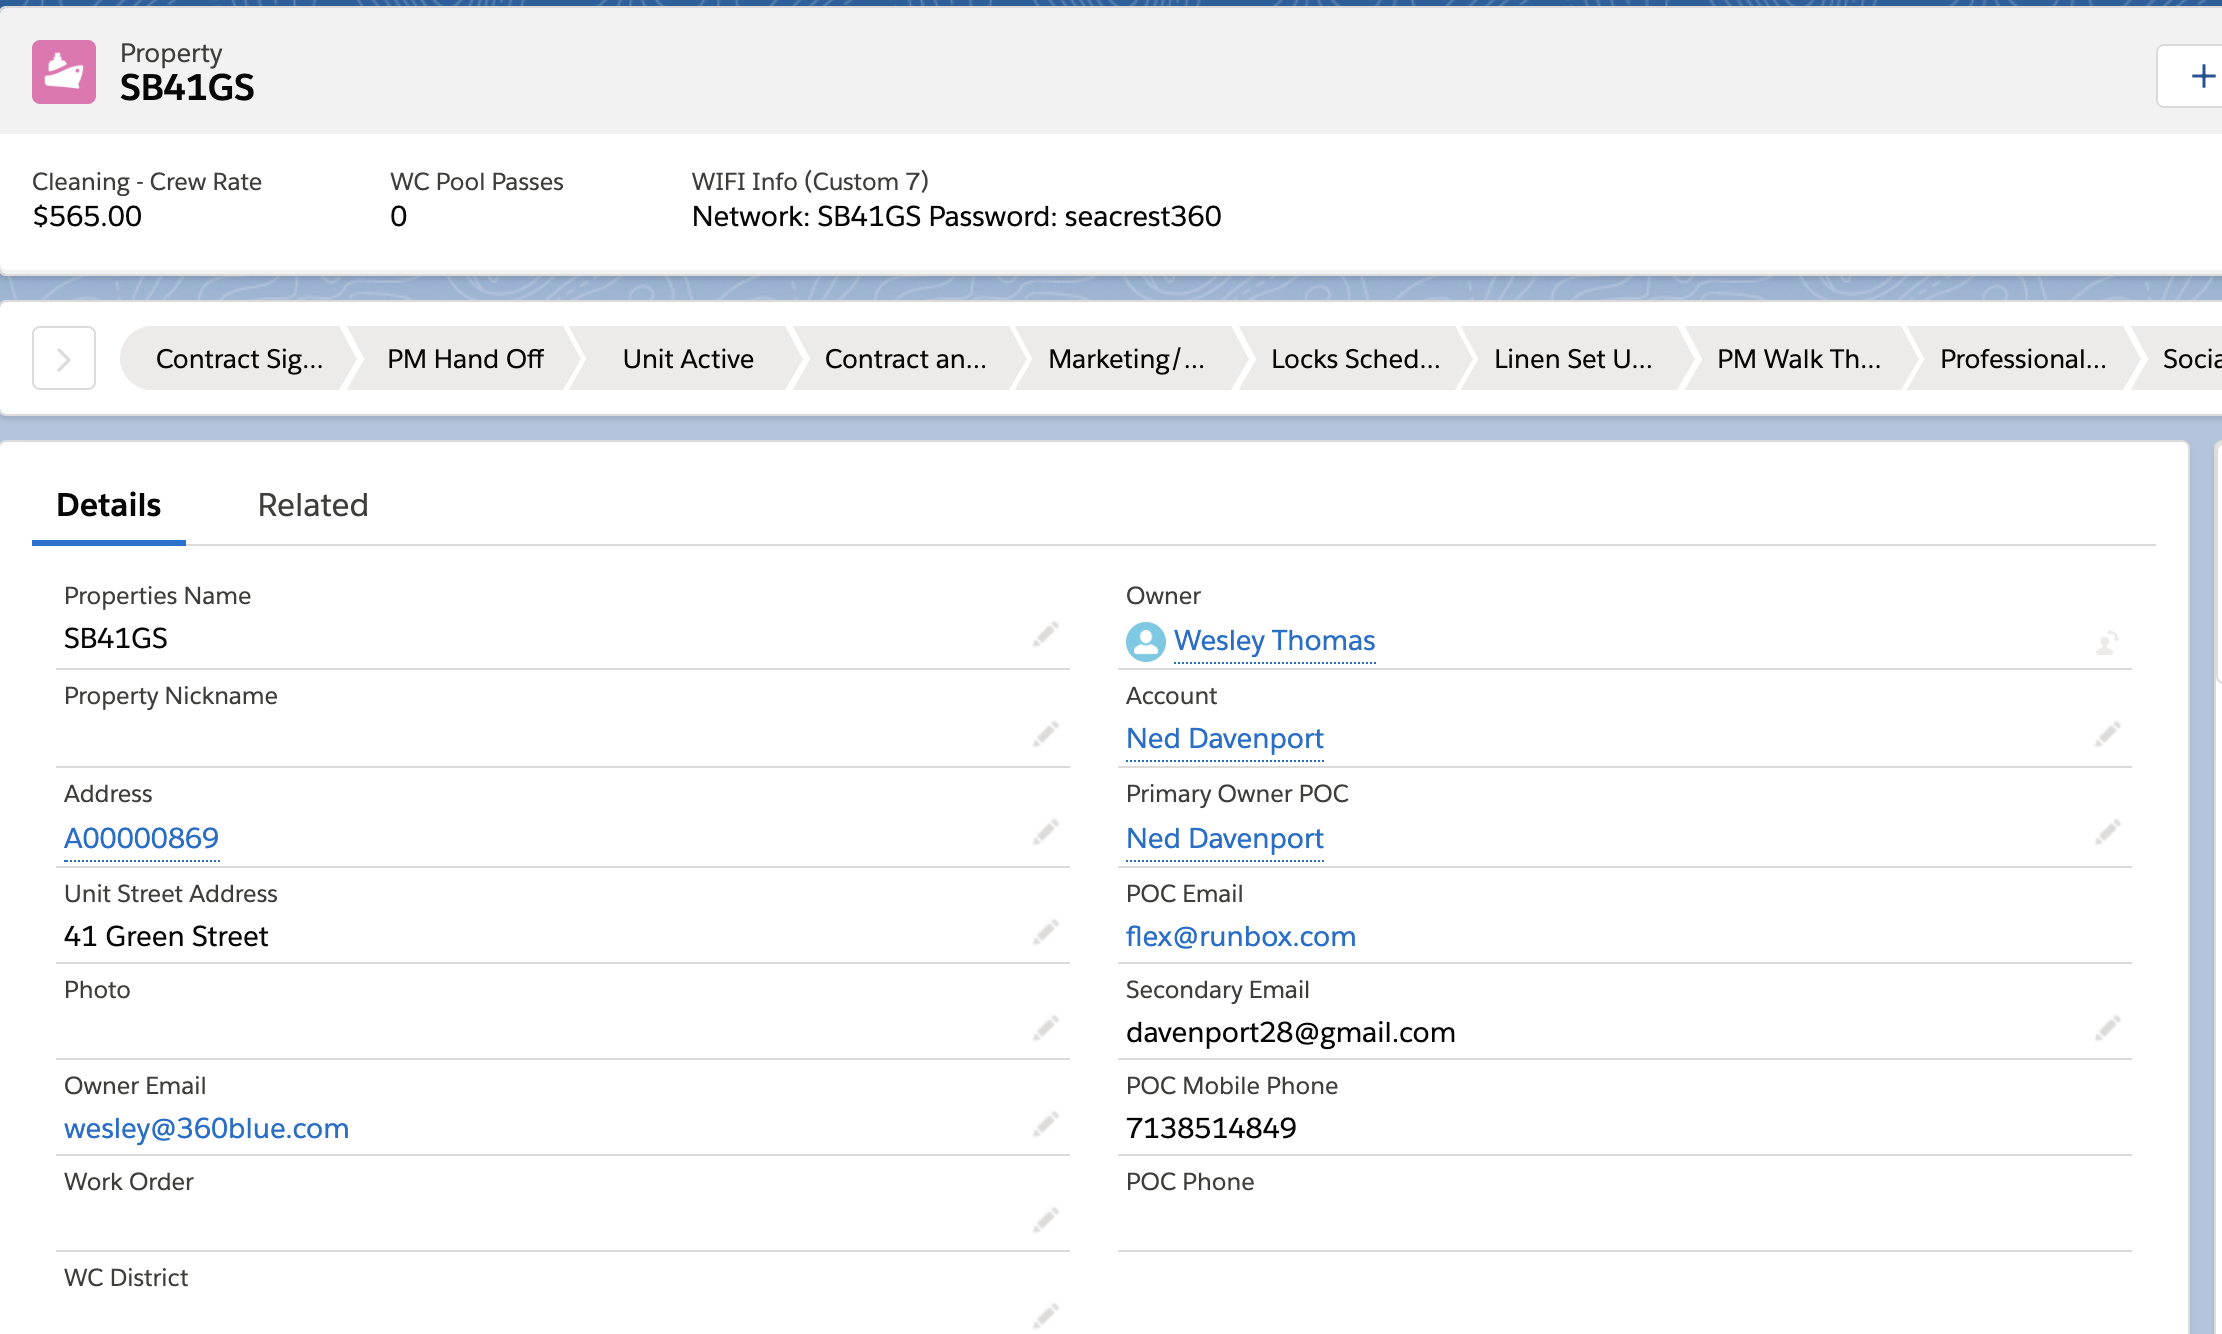 Property
SB41GS
Cleaning - Crew Rate
$565.00
WC Pool Passes
0
WIFI Info (Custom 7)
Network: SB41GS Password: seacrest360
Contract Sig...
PM Hand Off
Unit Active
Contract an...
Marketing/...
Locks Sched...
Linen Set U...
PM Walk Th...
Professional...
Socia
Details
Related
Properties Name
SB41GS
Property Nickname
Address
A00000869
Unit Street Address
41 Green Street
Photo
Owner Email
wesley@360blue.com
Work Order
WC District
Owner
Wesley Thomas
Account
Ned Davenport
Primary Owner POC
Ned Davenport
POC Email
flex@runbox.com
Secondary Email
davenport28@gmail.com
POC Mobile Phone
7138514849
POC Phone